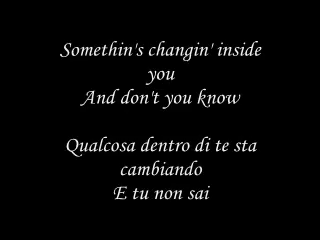 Somethin's changin' inside
you
And don't you know
Qualcosa dentro di te sta
cambiando
E tu non sai